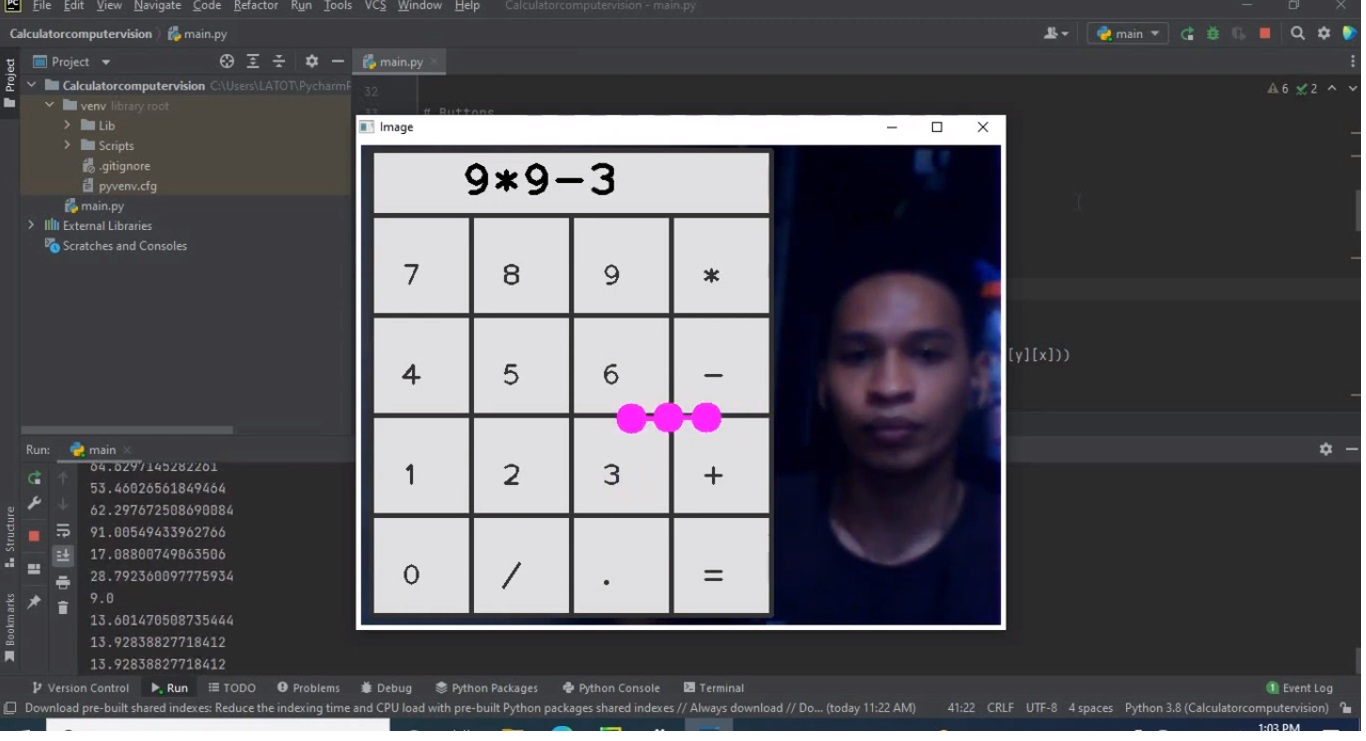 PC File Edit View Navigate Code Refactor Run Tools VCS Window Help Calculatorcomputervision - main.py
Calculatorcomputervision main.py main
Project main.py
Project
Calculatorcomputervision C:\Users\LATOT\Pycharm
venv library root
Lib
Scripts
.gitignore
pyvenv.cfg
main.py
External Libraries
Scratches and Consoles
32
# Buttons
6 2
[y][x]))
Image
9*9-3
7 8 9 *
4 5 6 -
1 2 3 +
0 / . =
Run: main
64.6297145282261
53.46026561849464
62.297672508690084
91.00549433962766
17.08800749063506
28.792360097775934
9.0
13.601470508735444
13.92838827718412
13.92838827718412
Structure
Bookmarks
Version Control Run TODO Problems Debug Python Packages Python Console Terminal 1 Event Log
Download pre-built shared indexes: Reduce the indexing time and CPU load with pre-built Python packages shared indexes // Always download // Do... (today 11:22 AM) 41:22 CRLF UTF-8 4 spaces Python 3.8 (Calculatorcomputervision)
1:03 PM